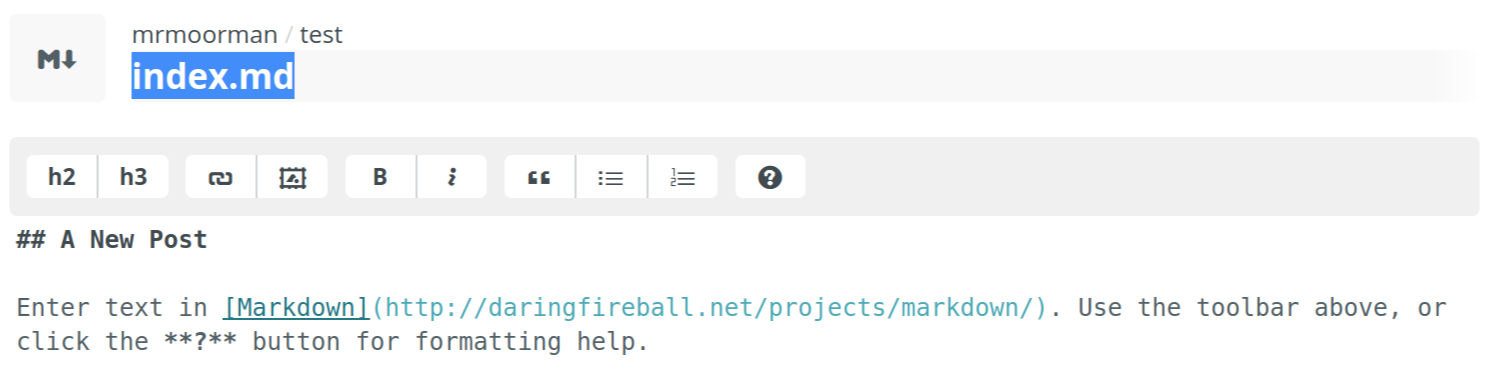 M↓
mrmoorman / test
index.md
h2 h3 B i “ ?
## A New Post
Enter text in [Markdown](http://daringfireball.net/projects/markdown/). Use the toolbar above, or
click the **?** button for formatting help.